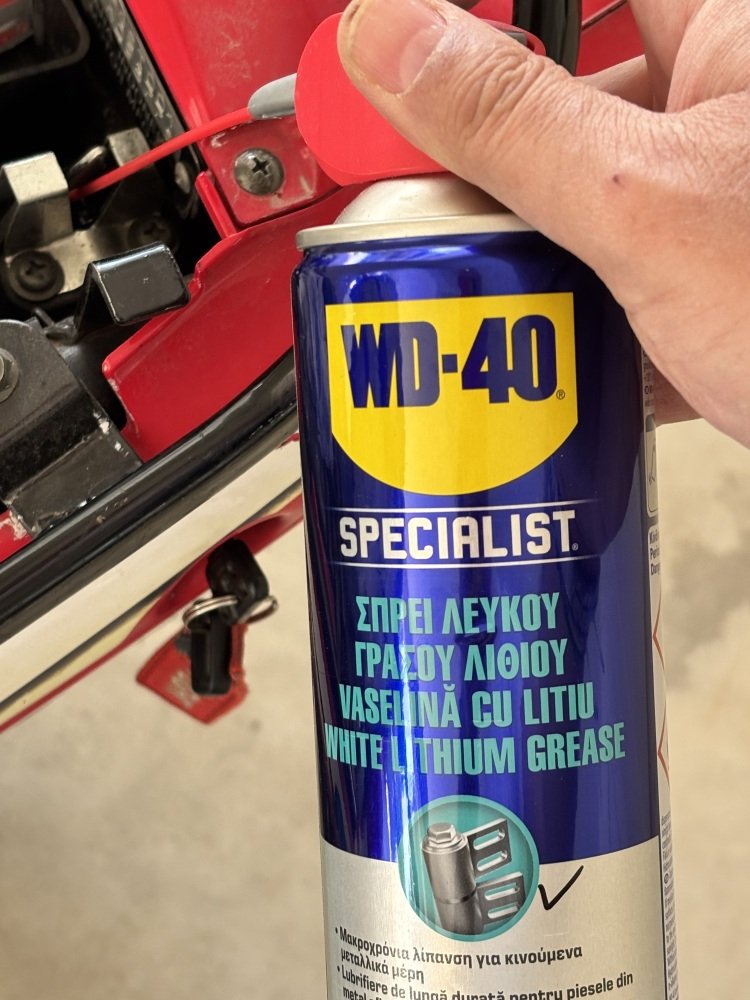 WD-40®
SPECIALIST®
ΣΠΡΕΪ ΛΕΥΚΟΥ
ΓΡΑΣΟΥ ΛΙΘΙΟΥ
VASELINĂ CU LITIU
WHITE LITHIUM GREASE
• Μακροχρόνια λίπανση για κινούμενα
μεταλλικά μέρη
• Lubrifiere de lungă durată pentru piesele din